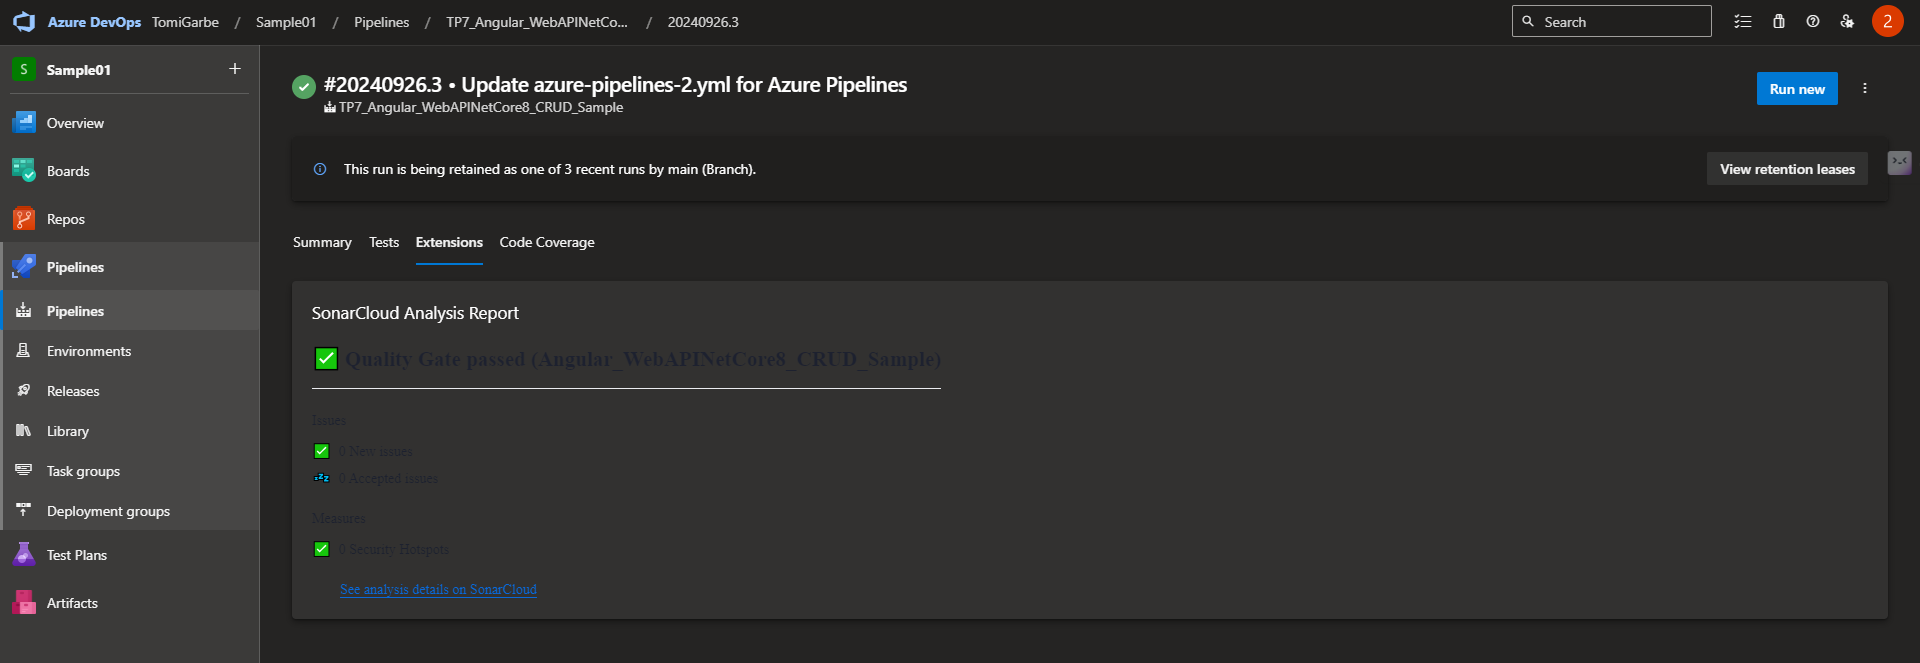 Azure DevOps TomiGarbe / Sample01 / Pipelines / TP7_Angular_WebAPINetCo... / 20240926.3
Search
2
S Sample01 +
Overview
Boards
Repos
Pipelines
Pipelines
Environments
Releases
Library
Task groups
Deployment groups
Test Plans
Artifacts
#20240926.3 • Update azure-pipelines-2.yml for Azure Pipelines
TP7_Angular_WebAPINetCore8_CRUD_Sample
Run new
This run is being retained as one of 3 recent runs by main (Branch).
View retention leases
Summary Tests Extensions Code Coverage
SonarCloud Analysis Report
Quality Gate passed (Angular_WebAPINetCore8_CRUD_Sample)
Issues
0 New issues
0 Accepted issues
Measures
0 Security Hotspots
See analysis details on SonarCloud